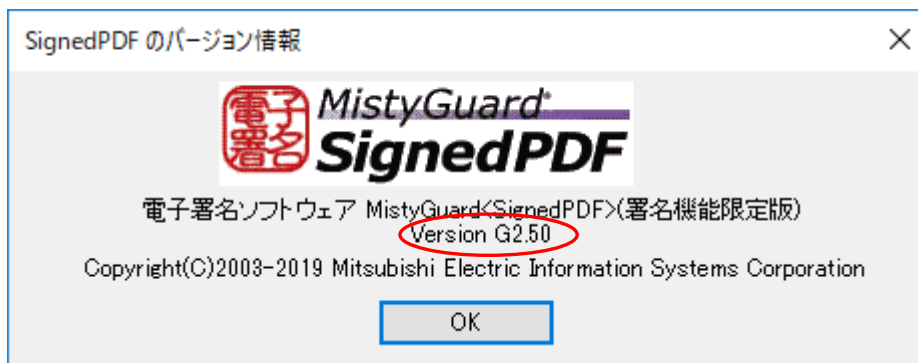 SignedPDF のバージョン情報
電子署名
MistyGuard
SignedPDF
電子署名ソフトウェア MistyGuard<SignedPDF>(署名機能限定版)
Version G2.50
Copyright(C)2003-2019 Mitsubishi Electric Information Systems Corporation
OK